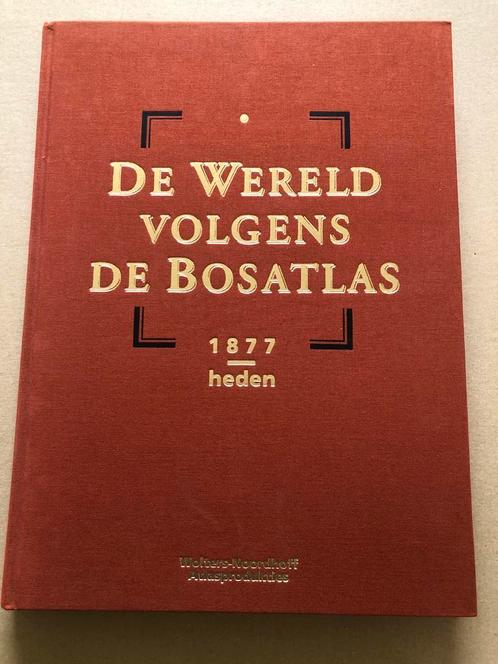 DE WERELD
VOLGENS
DE BOSATLAS
1877
heden
Wolters-Noordhoff
Atlasprodukties